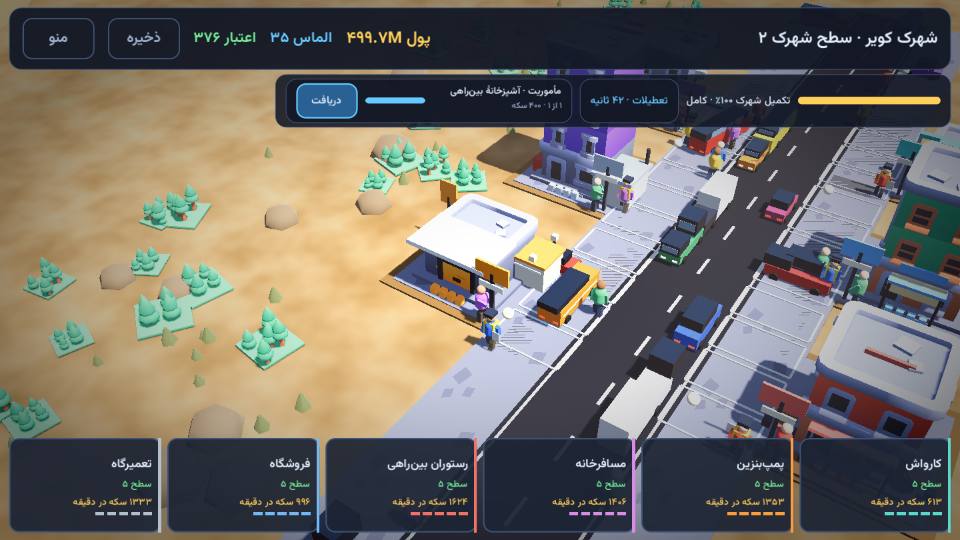 شهرک کویر · سطح شهرک ۲
پول ۴۹۹.۷M
الماس ۳۵
اعتبار ۳۷۶
ذخیره
منو
تکمیل شهرک ۱۰۰٪ · کامل
تعطیلات · ۴۲ ثانیه
مأموریت · آشپزخانهٔ بین‌راهی
۱ از ۱ · ۴۰۰ سکه
دریافت
کارواش
سطح ۵
۶۱۳ سکه در دقیقه
پمپ‌بنزین
سطح ۵
۱۳۵۳ سکه در دقیقه
مسافرخانه
سطح ۵
۱۴۰۶ سکه در دقیقه
رستوران بین‌راهی
سطح ۵
۱۶۲۴ سکه در دقیقه
فروشگاه
سطح ۵
۹۹۶ سکه در دقیقه
تعمیرگاه
سطح ۵
۱۳۳۳ سکه در دقیقه